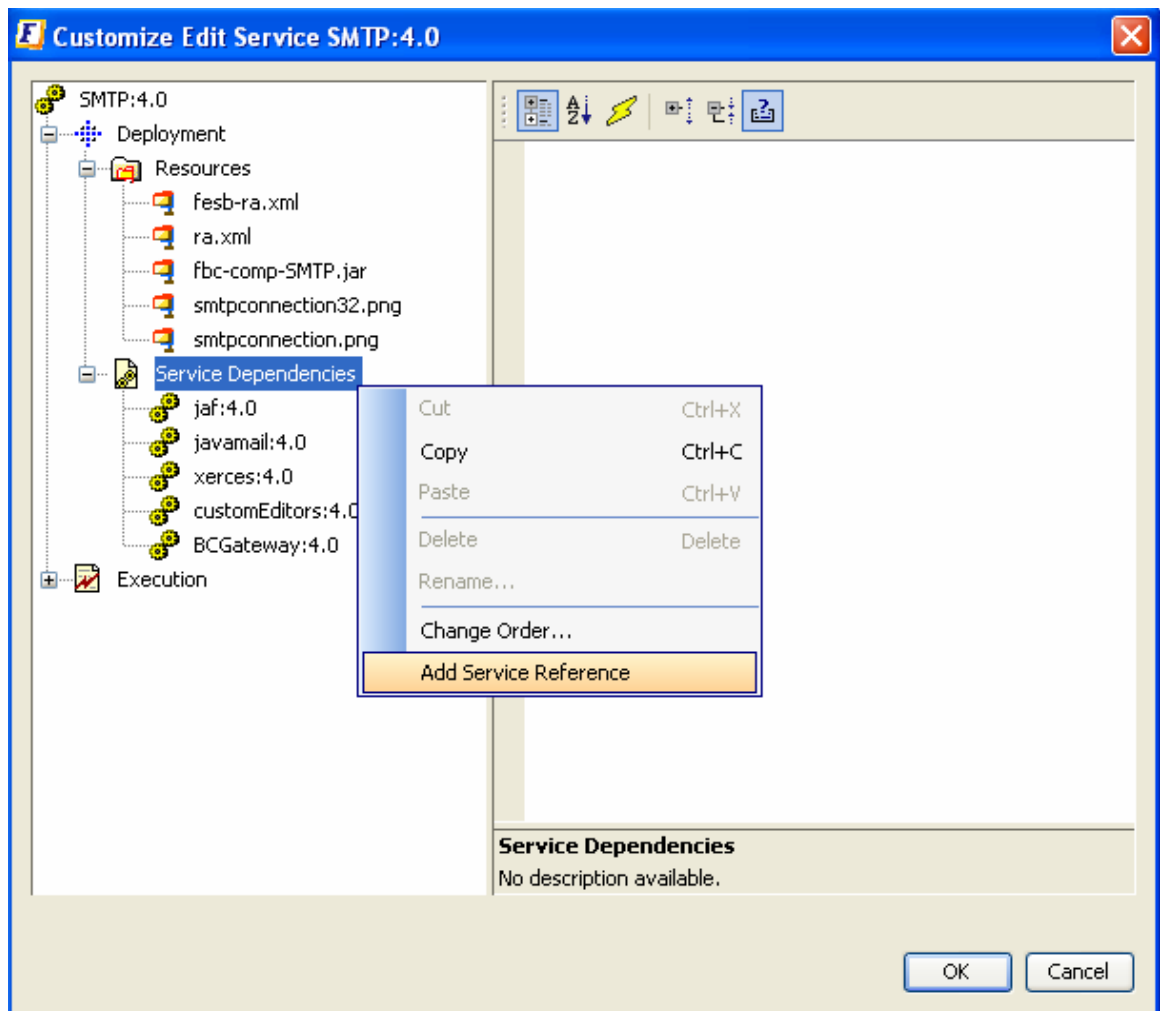 Customize Edit Service SMTP:4.0
SMTP:4.0
Deployment
Resources
fesb-ra.xml
ra.xml
fbc-comp-SMTP.jar
smtpconnection32.png
smtpconnection.png
Service Dependencies
jaf:4.0
javamail:4.0
xerces:4.0
customEditors:4.0
BCGateway:4.0
Execution
Cut Ctrl+X
Copy Ctrl+C
Paste Ctrl+V
Delete Delete
Rename...
Change Order...
Add Service Reference
Service Dependencies
No description available.
OK Cancel